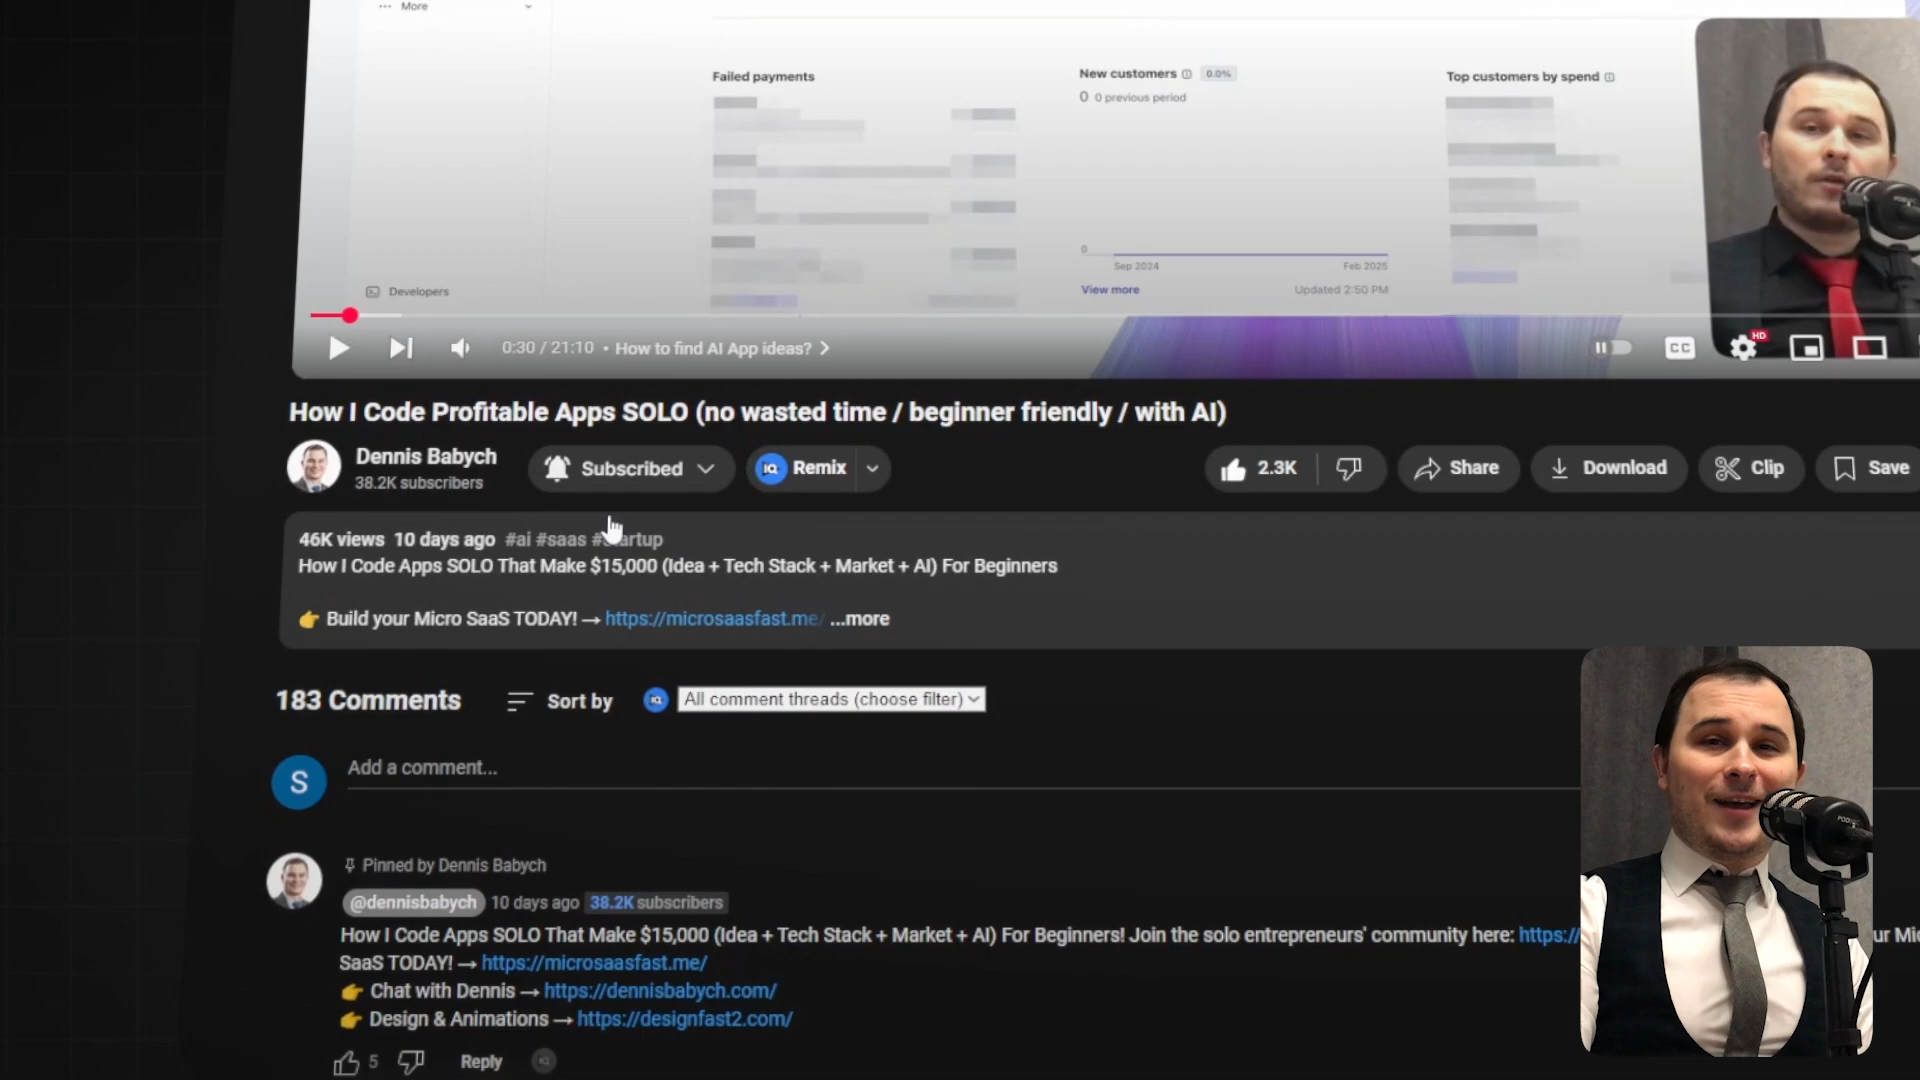 More
Failed payments
New customers 0.0%
0 0 previous period
Top customers by spend
0
Sep 2024 Feb 2025
View more Updated 2:50 PM
Developers
0:30 / 21:10 • How to find AI App ideas?
CC
HD
How I Code Profitable Apps SOLO (no wasted time / beginner friendly / with AI)
Dennis Babych
38.2K subscribers
Subscribed
IQ Remix
2.3K
Share
Download
Clip
Save
46K views 10 days ago #ai #saas #startup
How I Code Apps SOLO That Make $15,000 (Idea + Tech Stack + Market + AI) For Beginners
👉 Build your Micro SaaS TODAY! → https://microsaasfast.me/ ...more
183 Comments
Sort by
IQ All comment threads (choose filter)
S
Add a comment...
Pinned by Dennis Babych
@dennisbabych 10 days ago 38.2K subscribers
How I Code Apps SOLO That Make $15,000 (Idea + Tech Stack + Market + AI) For Beginners! Join the solo entrepreneurs' community here: https://
SaaS TODAY! → https://microsaasfast.me/
👉 Chat with Dennis → https://dennisbabych.com/
👉 Design & Animations → https://designfast2.com/
5
Reply